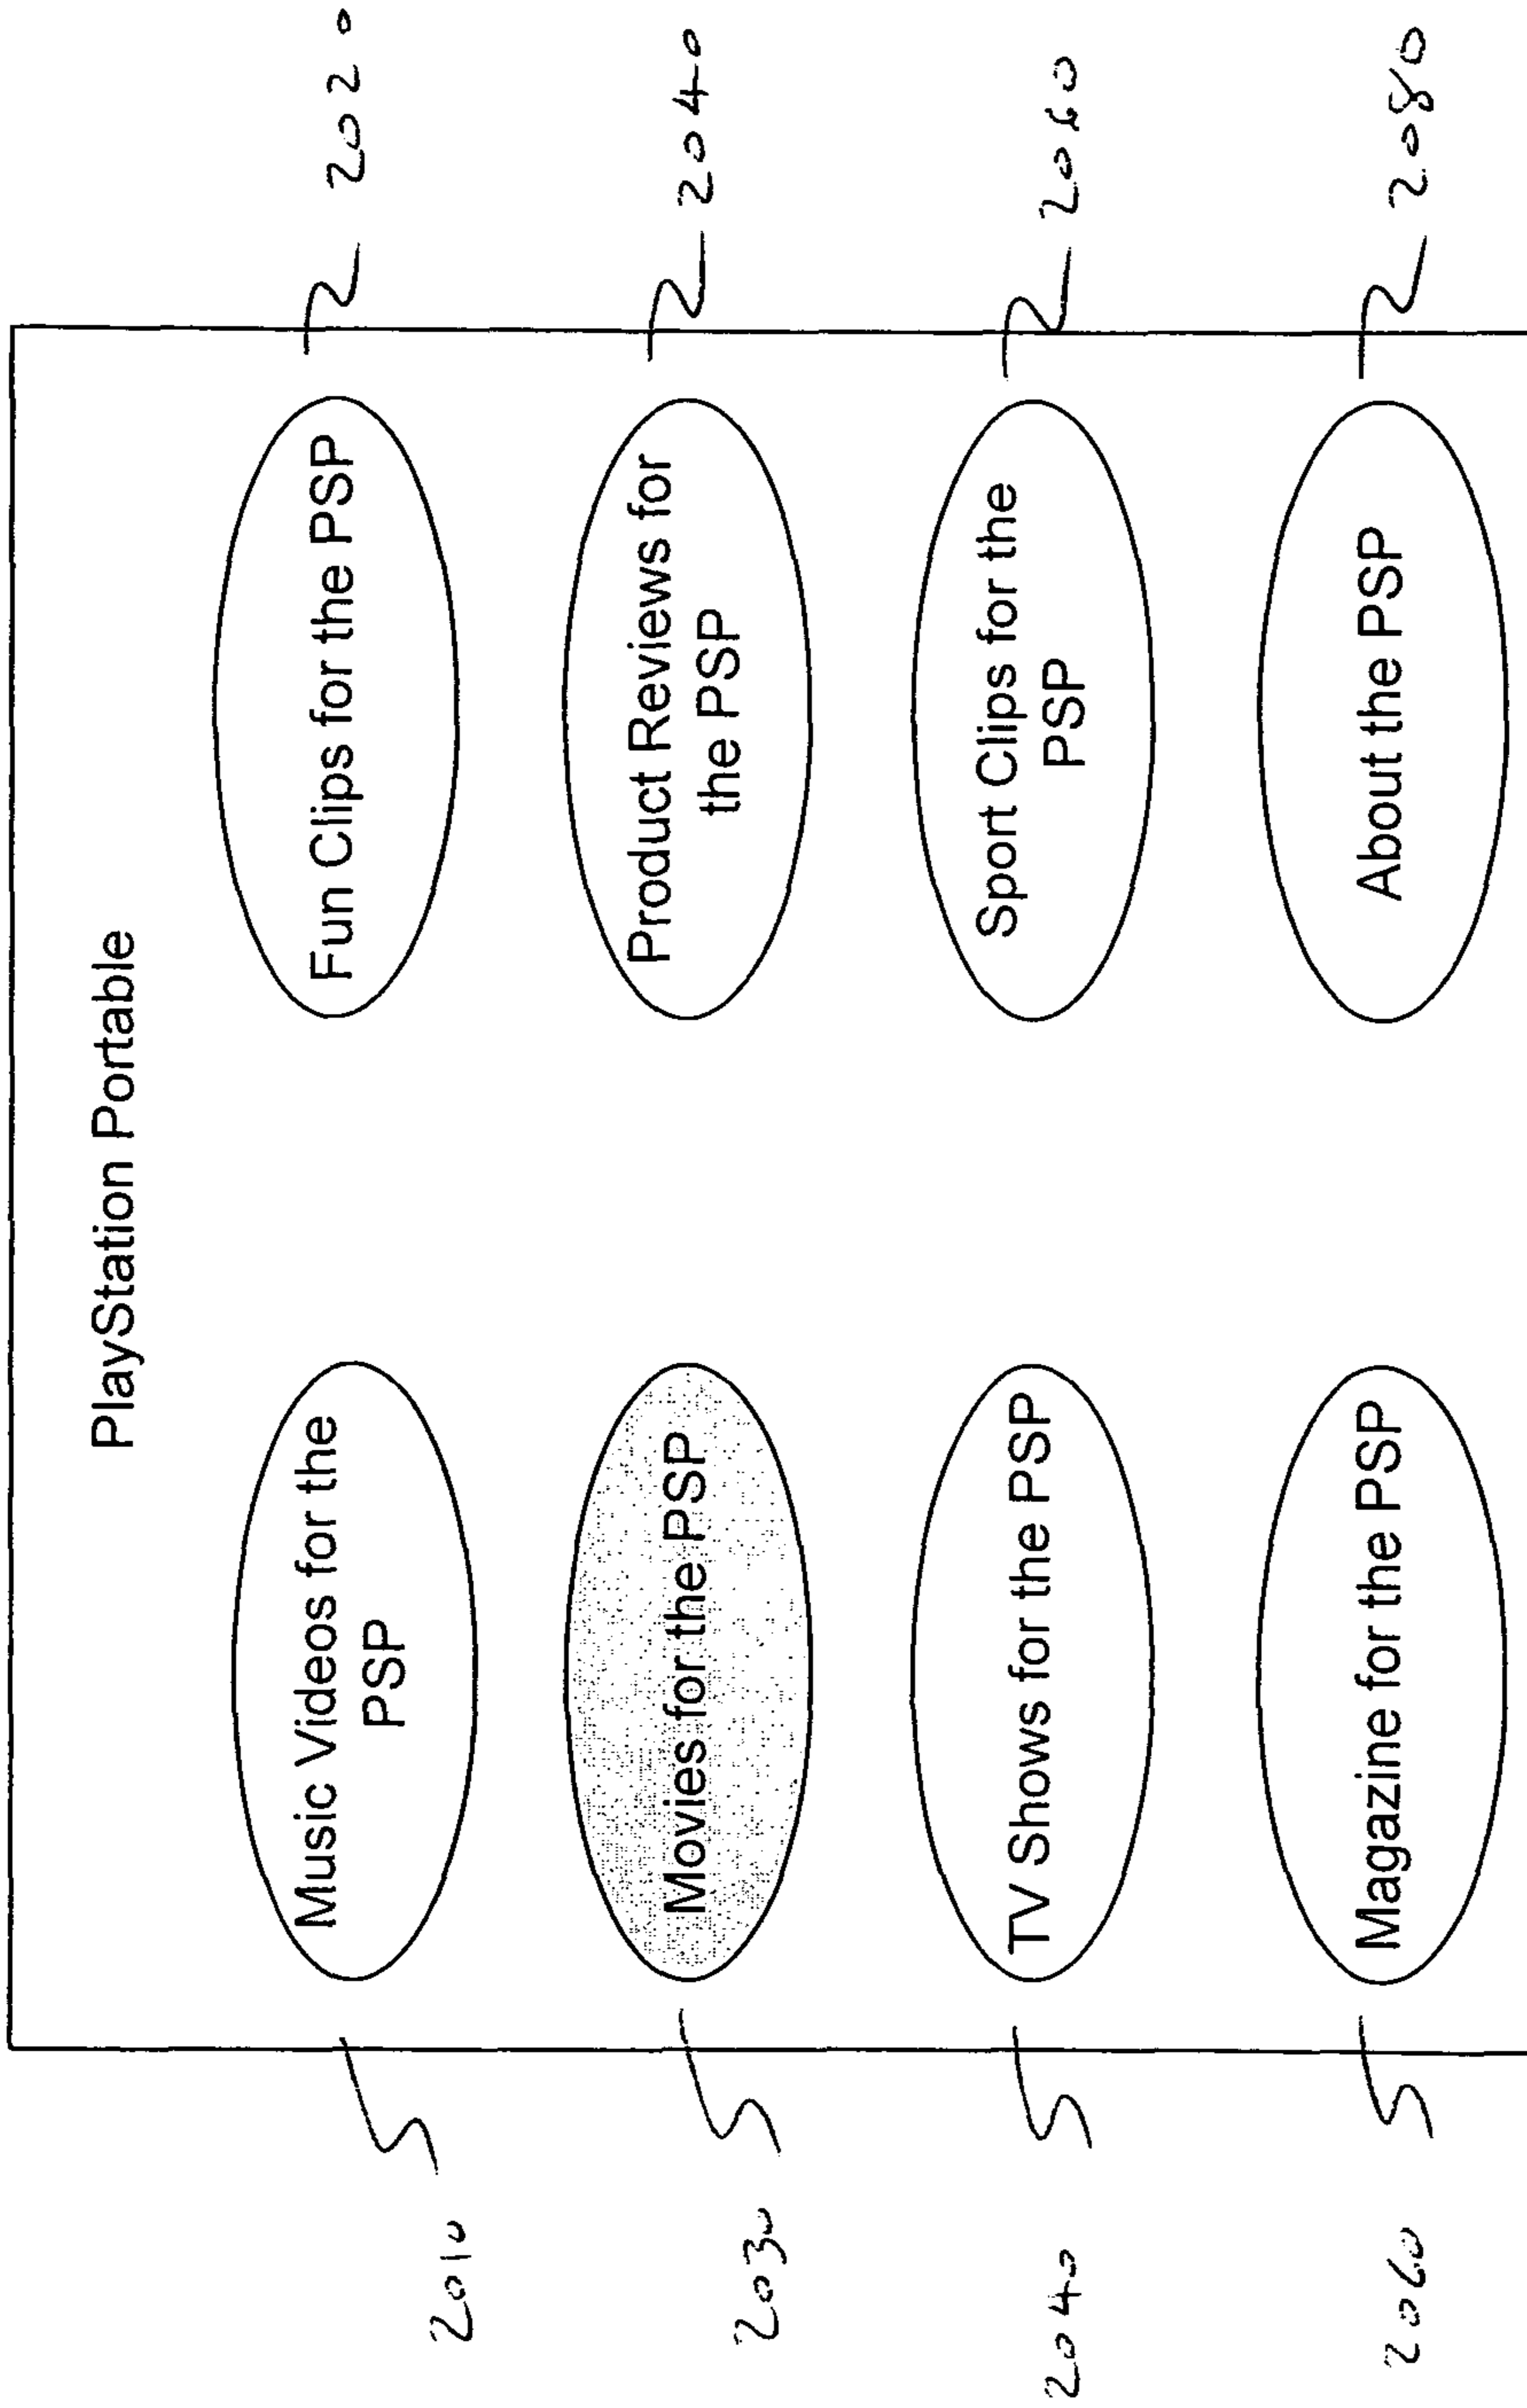 PlayStation Portable
2010
Music Videos for the
PSP
Fun Clips for the PSP
2020
2030
Movies for the PSP
Product Reviews for
the PSP
2040
2040
TV Shows for the PSP
Sport Clips for the
PSP
2060
2060
Magazine for the PSP
About the PSP
2080